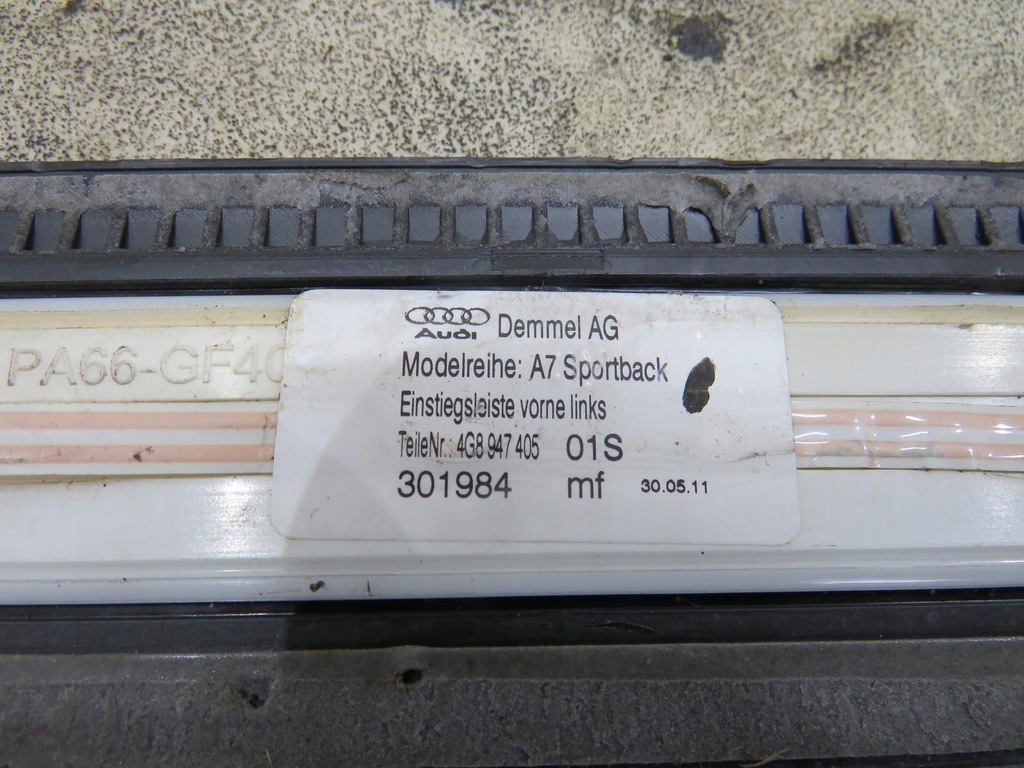 Audi Demmel AG
Modelreihe: A7 Sportback
PA66-GF40
Einstiegsleiste vorne links
TeileNr.: 4G8 947 405 01S
301984 mf 30.05.11